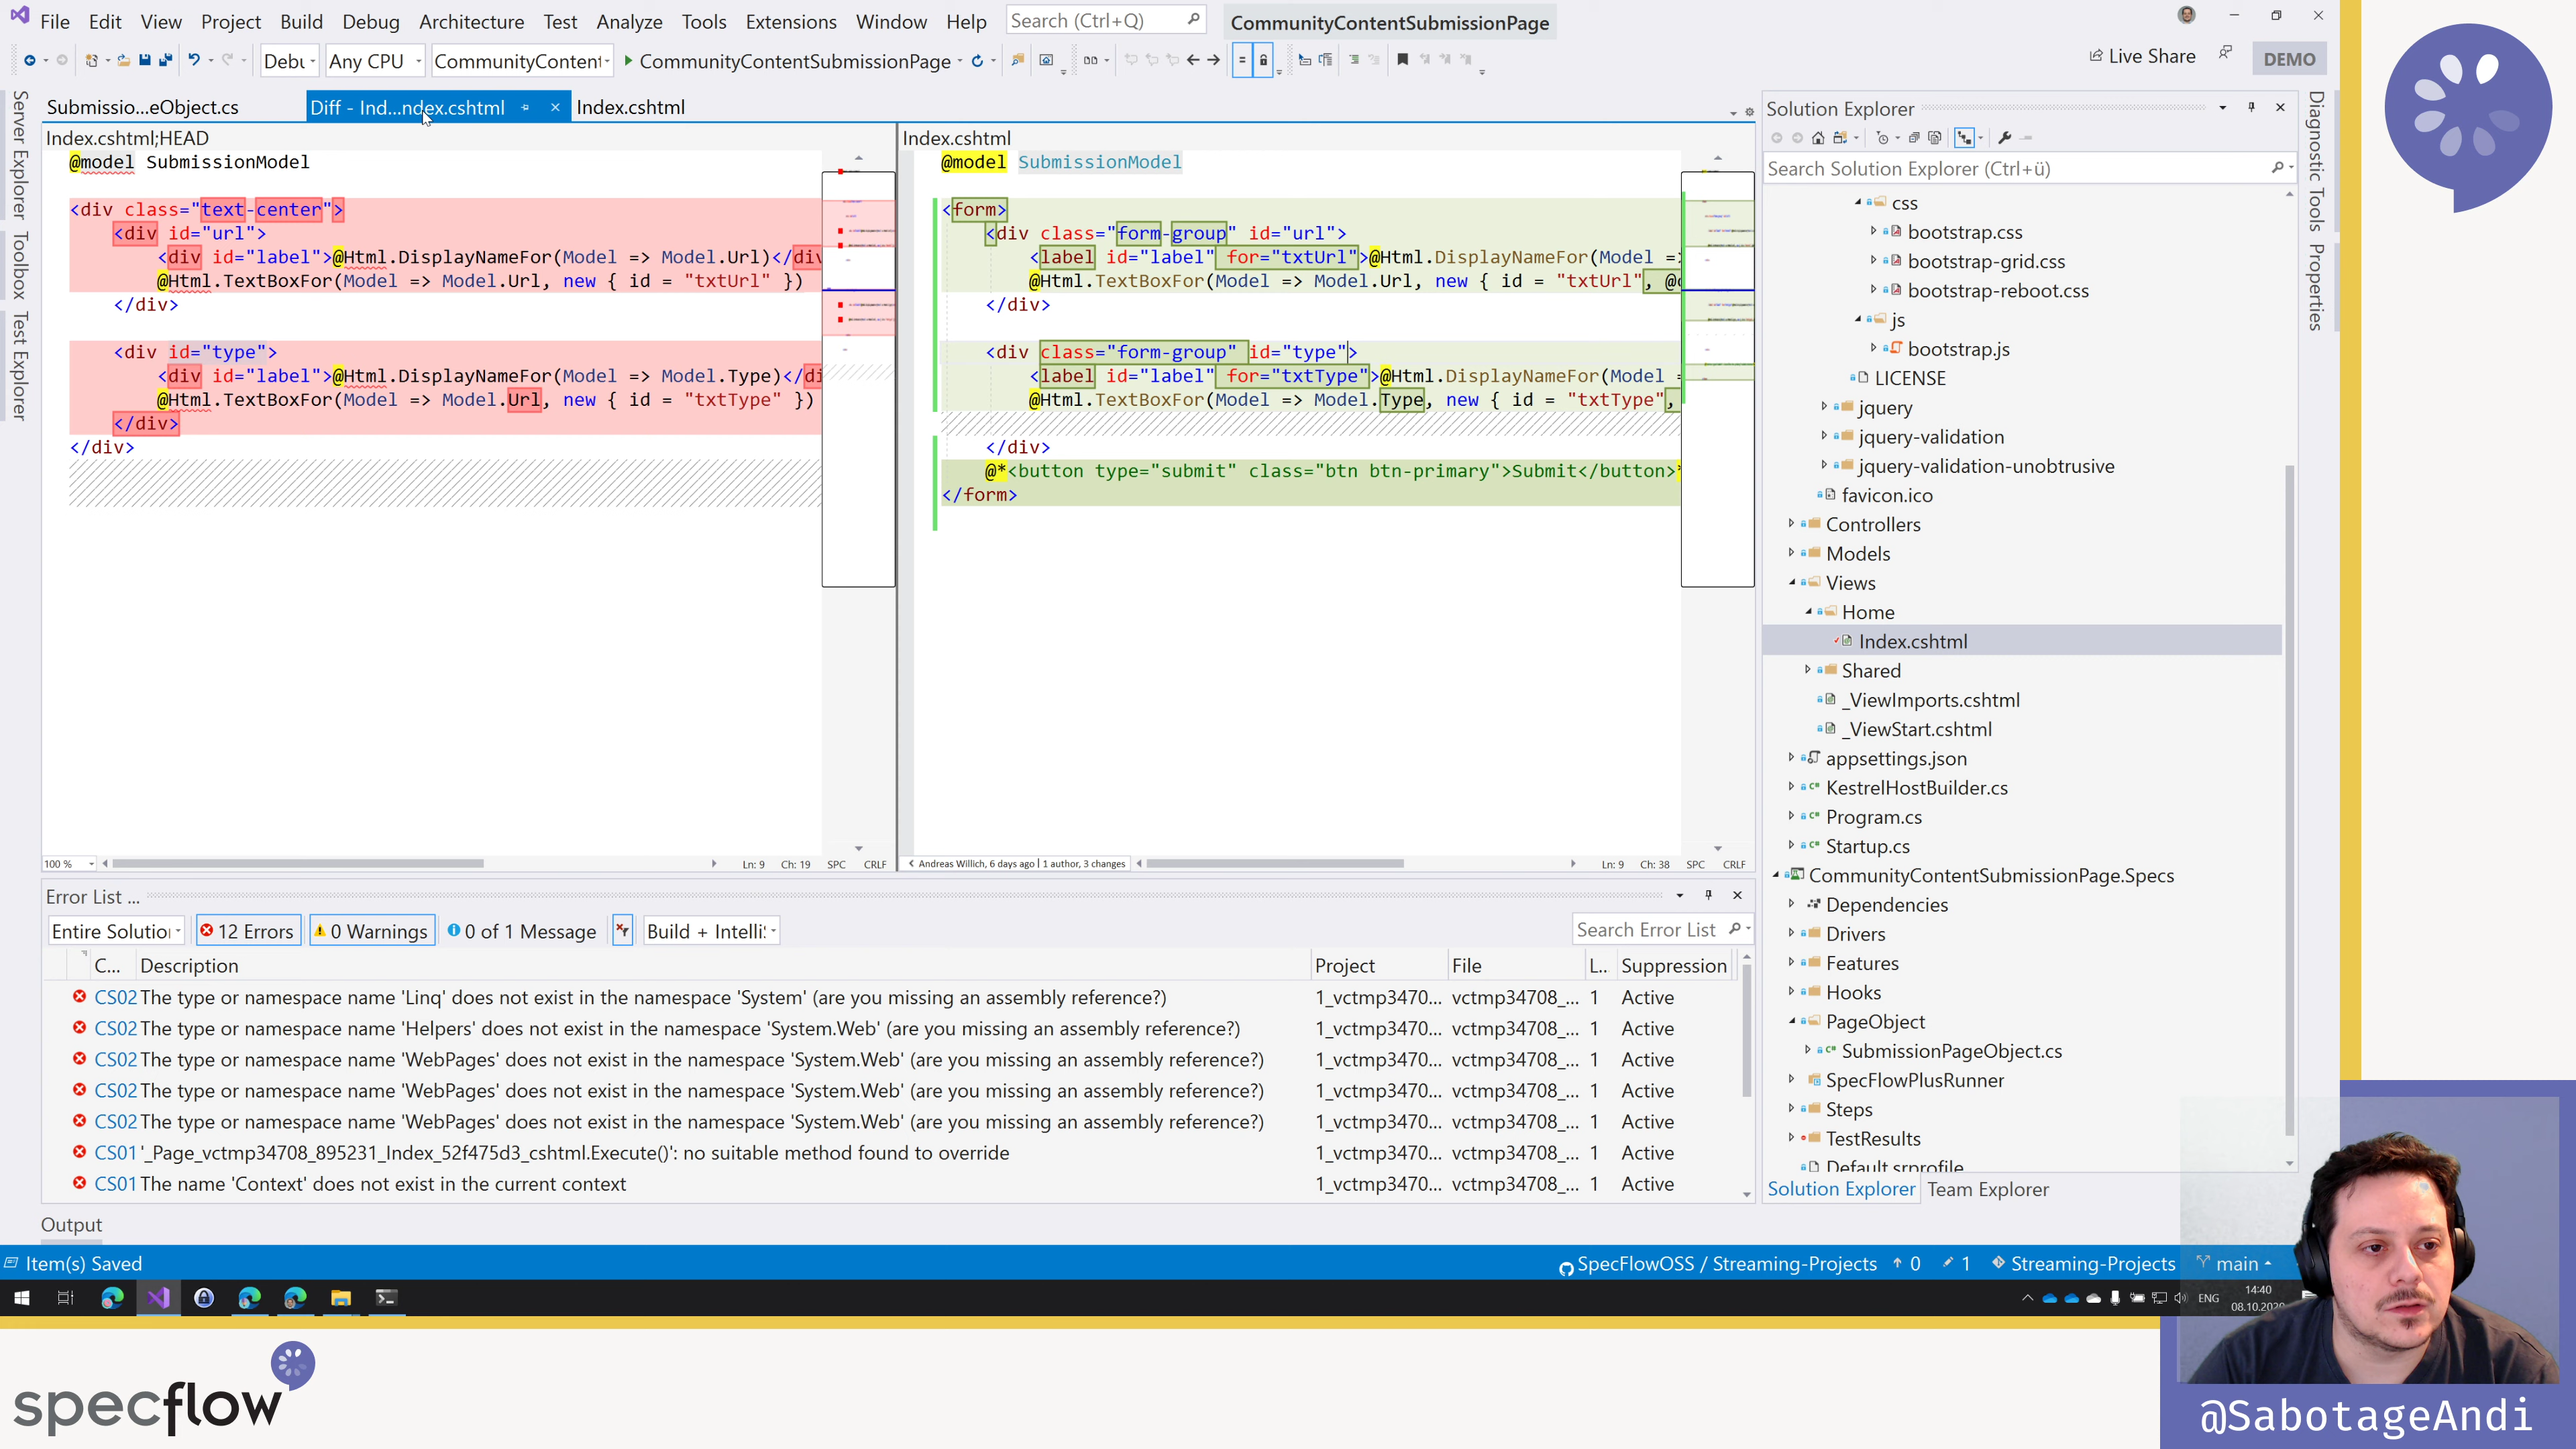 File Edit View Project Build Debug Architecture Test Analyze Tools Extensions Window Help Search (Ctrl+Q) CommunityContentSubmissionPage
Debu Any CPU CommunityContent CommunityContentSubmissionPage Live Share DEMO
Server Explorer
Toolbox
Test Explorer
Submissio...eObject.cs Diff - Ind...ndex.cshtml Index.cshtml
Index.cshtml;HEAD
@model SubmissionModel
<div class="text-center">
<div id="url">
<div id="label">@Html.DisplayNameFor(Model => Model.Url)</div
@Html.TextBoxFor(Model => Model.Url, new { id = "txtUrl" })
</div>
<div id="type">
<div id="label">@Html.DisplayNameFor(Model => Model.Type)</di
@Html.TextBoxFor(Model => Model.Url, new { id = "txtType" })
</div>
</div>
100 % Ln: 9 Ch: 19 SPC CRLF
Index.cshtml
@model SubmissionModel
<form>
<div class="form-group" id="url">
<label id="label" for="txtUrl">@Html.DisplayNameFor(Model =>
@Html.TextBoxFor(Model => Model.Url, new { id = "txtUrl", @c
</div>
<div class="form-group" id="type">
<label id="label" for="txtType">@Html.DisplayNameFor(Model =
@Html.TextBoxFor(Model => Model.Type, new { id = "txtType",
</div>
@*<button type="submit" class="btn btn-primary">Submit</button>*
</form>
Andreas Willich, 6 days ago | 1 author, 3 changes Ln: 9 Ch: 38 SPC CRLF
Solution Explorer
Search Solution Explorer (Ctrl+ü)
css
bootstrap.css
bootstrap-grid.css
bootstrap-reboot.css
js
bootstrap.js
LICENSE
jquery
jquery-validation
jquery-validation-unobtrusive
favicon.ico
Controllers
Models
Views
Home
Index.cshtml
Shared
_ViewImports.cshtml
_ViewStart.cshtml
appsettings.json
KestrelHostBuilder.cs
Program.cs
Startup.cs
CommunityContentSubmissionPage.Specs
Dependencies
Drivers
Features
Hooks
PageObject
SubmissionPageObject.cs
SpecFlowPlusRunner
Steps
TestResults
Default.srprofile
Solution Explorer Team Explorer
Diagnostic Tools
Properties
Error List ...
Entire Solutio 12 Errors 0 Warnings 0 of 1 Message Build + Intelli Search Error List
C... Description Project File L... Suppression
CS02 The type or namespace name 'Linq' does not exist in the namespace 'System' (are you missing an assembly reference?) 1_vctmp3470... vctmp34708_... 1 Active
CS02 The type or namespace name 'Helpers' does not exist in the namespace 'System.Web' (are you missing an assembly reference?) 1_vctmp3470... vctmp34708_... 1 Active
CS02 The type or namespace name 'WebPages' does not exist in the namespace 'System.Web' (are you missing an assembly reference?) 1_vctmp3470... vctmp34708_... 1 Active
CS02 The type or namespace name 'WebPages' does not exist in the namespace 'System.Web' (are you missing an assembly reference?) 1_vctmp3470... vctmp34708_... 1 Active
CS02 The type or namespace name 'WebPages' does not exist in the namespace 'System.Web' (are you missing an assembly reference?) 1_vctmp3470... vctmp34708_... 1 Active
CS01 '_Page_vctmp34708_895231_Index_52f475d3_cshtml.Execute()': no suitable method found to override 1_vctmp3470... vctmp34708_... 1 Active
CS01 The name 'Context' does not exist in the current context 1_vctmp3470... vctmp34708_... 1 Active
Output
Item(s) Saved SpecFlowOSS / Streaming-Projects 0 1 Streaming-Projects main
ENG 14:40
08.10.2020
specflow
@SabotageAndi